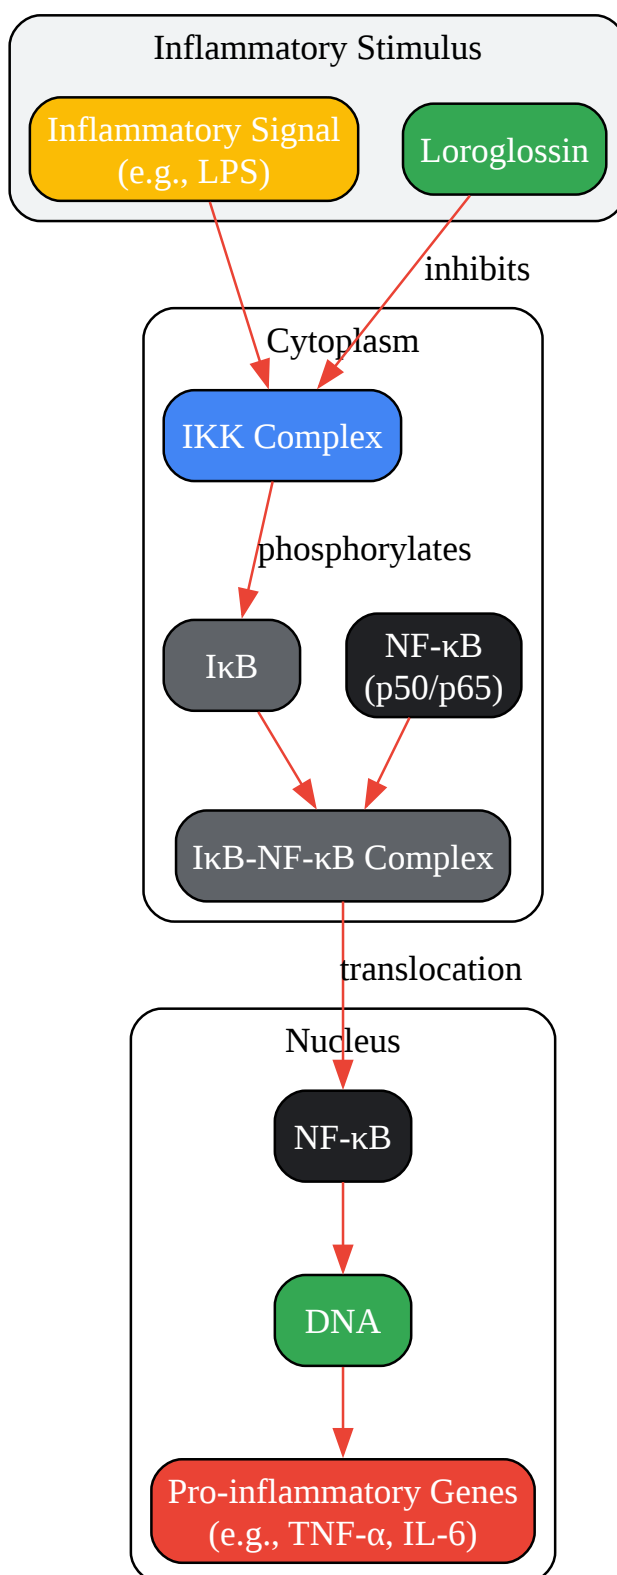 Inflammatory Stimulus
Inflammatory Signal
(e.g., LPS)
Loroglossin
inhibits
Cytoplasm
IKK Complex
phosphorylates
IκB
NF-κB
(p50/p65)
IκB-NF-κB Complex
translocation
Nucleus
NF-κB
DNA
Pro-inflammatory Genes
(e.g., TNF-α, IL-6)